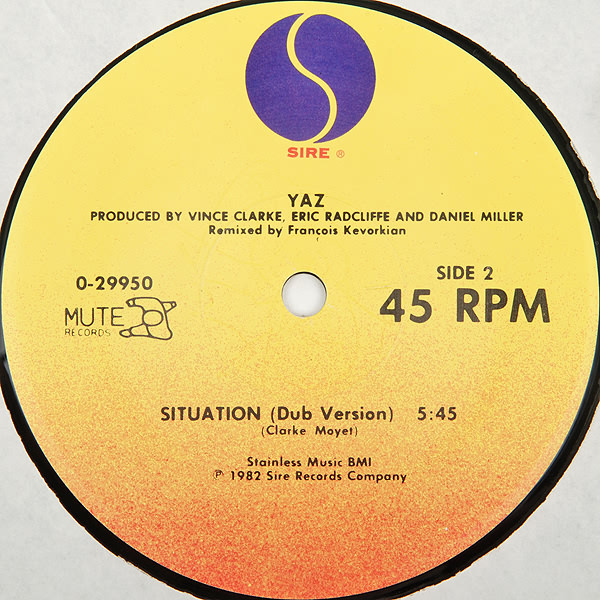 SIRE ®
YAZ
PRODUCED BY VINCE CLARKE, ERIC RADCLIFFE AND DANIEL MILLER
Remixed by François Kevorkian
0-29950
SIDE 2
MUTE
RECORDS
45 RPM
SITUATION (Dub Version) 5:45
(Clarke Moyet)
Stainless Music BMI
℗ 1982 Sire Records Company